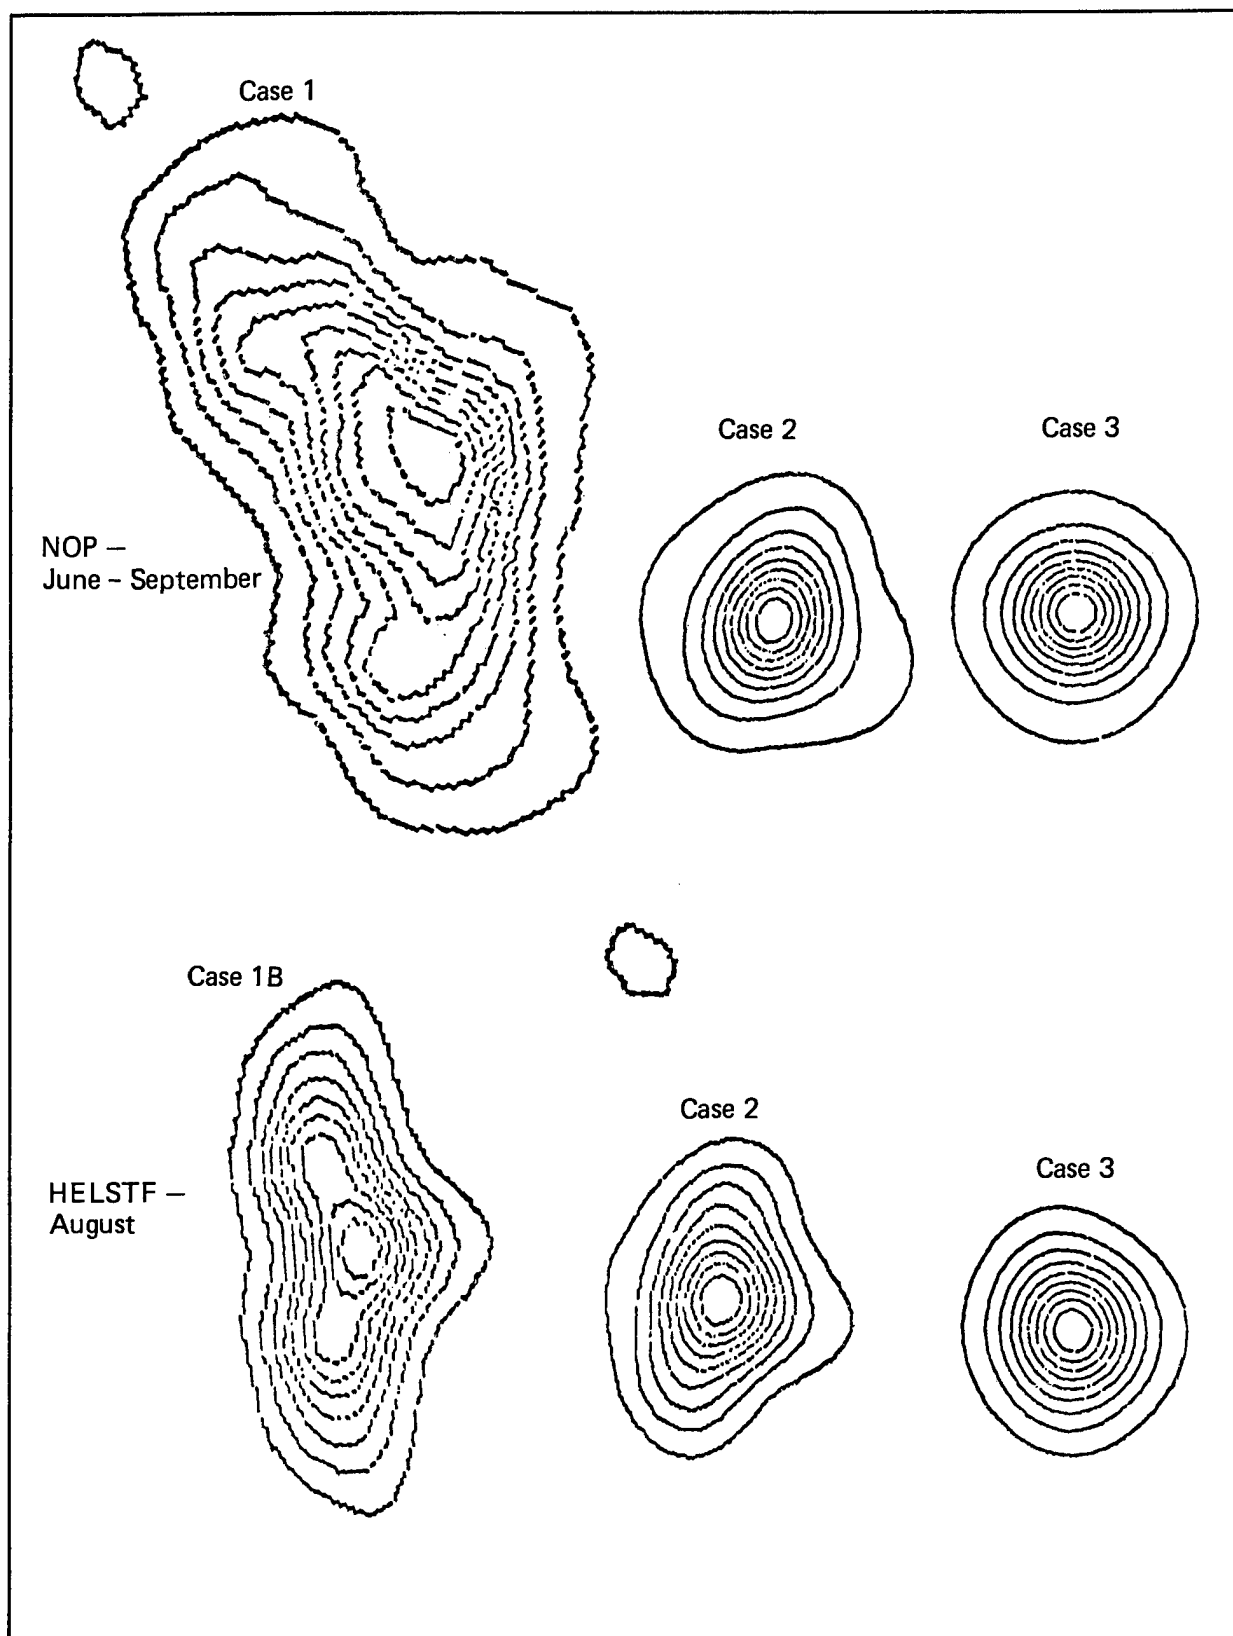 Case 1
Case 2
Case 3
NOP –
June – September
Case 1B
Case 2
Case 3
HELSTF –
August